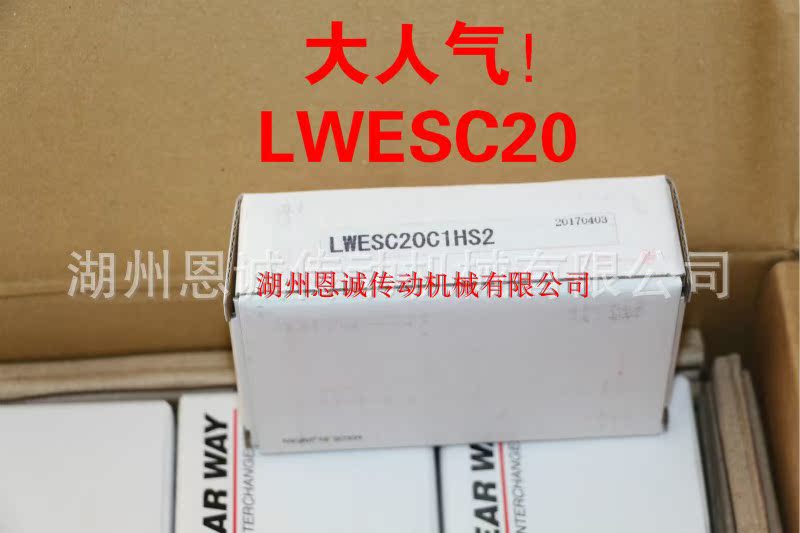 大人气!
LWESC20
20170403
LWESC20C1HS2
湖州恩诚传动机械有限公司
湖州恩诚传动机械有限公司
EAR WAY
NTERCHANGE
EAR WAY
INTERCHANGE